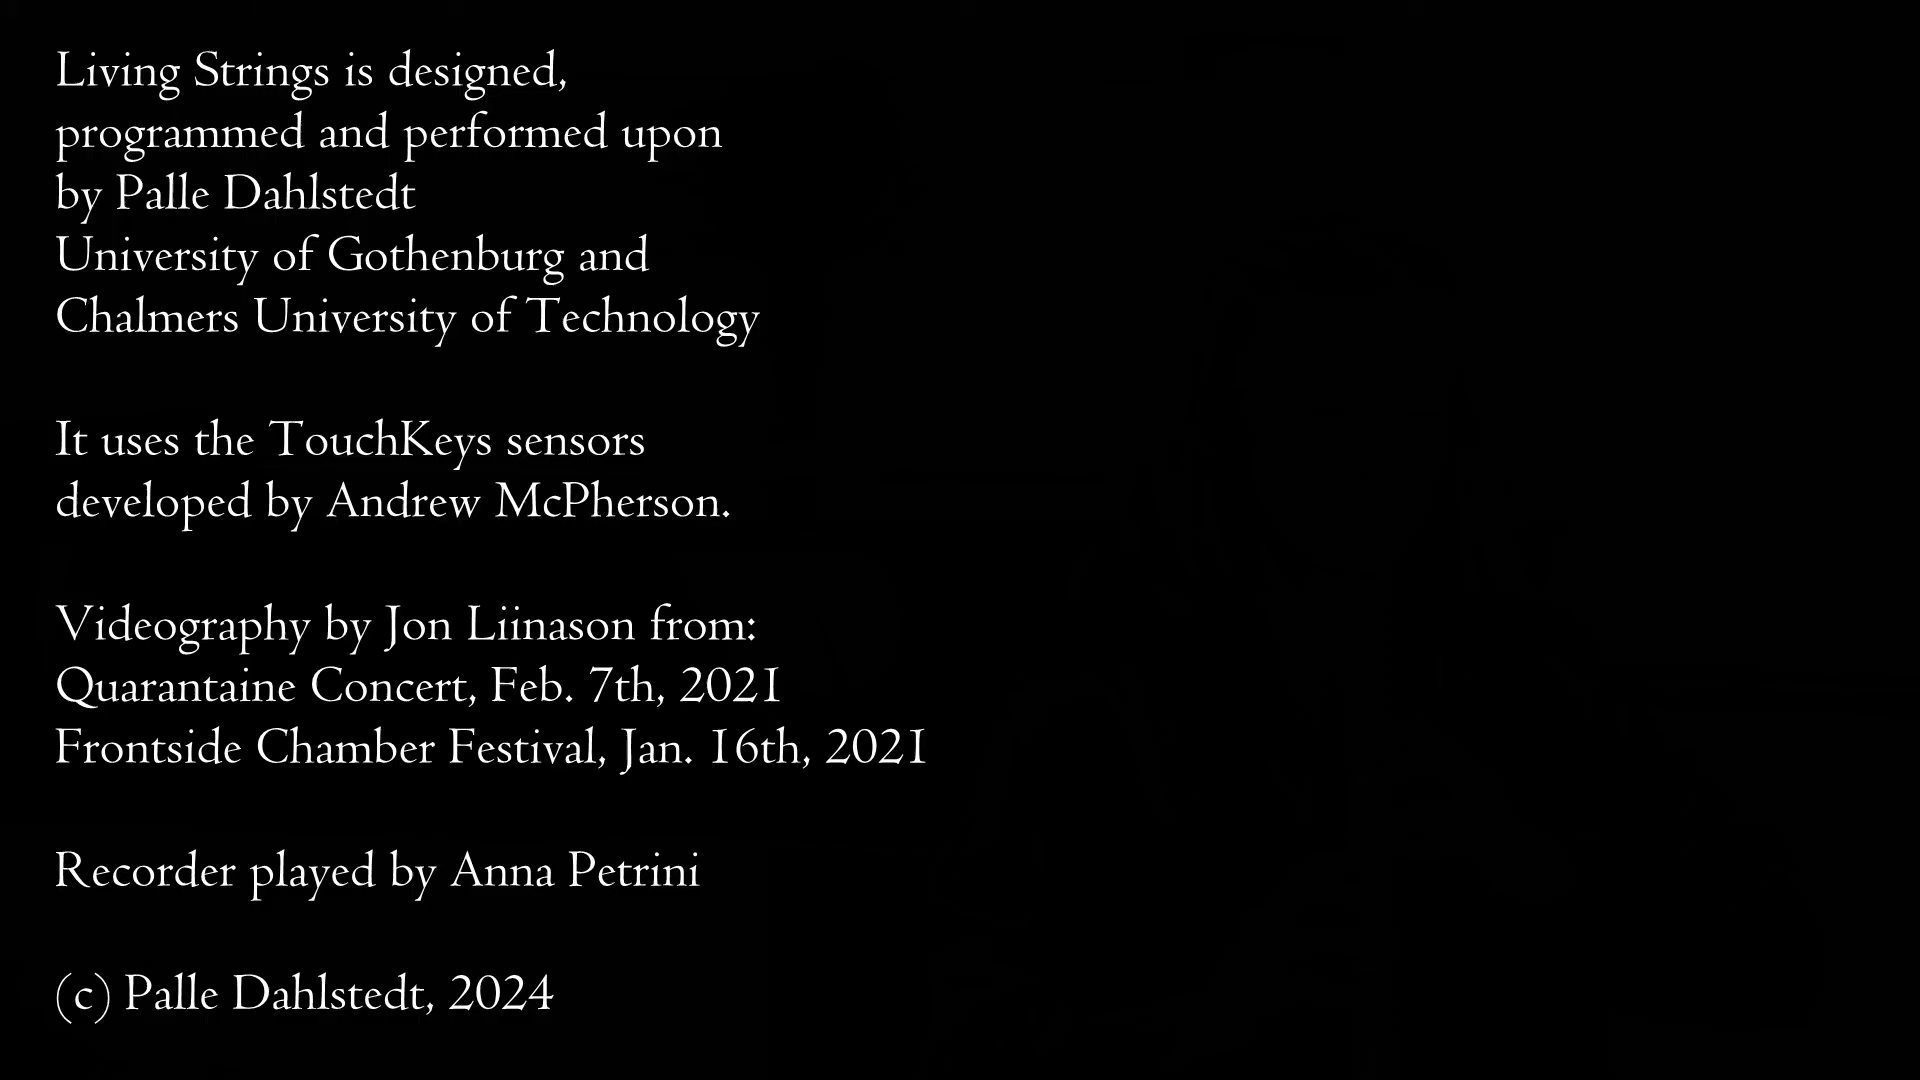 Living Strings is designed,
programmed and performed upon
by Palle Dahlstedt
University of Gothenburg and
Chalmers University of Technology
It uses the TouchKeys sensors
developed by Andrew McPherson.
Videography by Jon Liinason from:
Quarantaine Concert, Feb. 7th, 2021
Frontside Chamber Festival, Jan. 16th, 2021
Recorder played by Anna Petrini
(c) Palle Dahlstedt, 2024